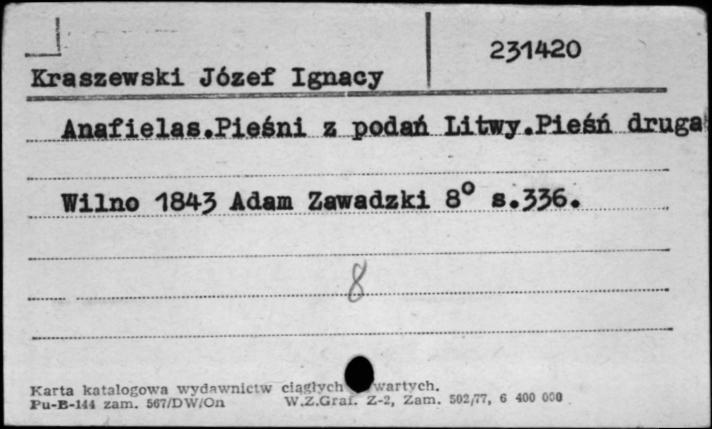 231420
Kraszewski Józef Ignacy
Anafielas.Pieśni z podań Litwy.Pieśń druga
Wilno 1843 Adam Zawadzki 8° s.336.
8
Karta katalogowa wydawnictw ciągłych wartych.
Pu-B-144 zam. 567/DW/On W.Z.Graf. Z-2, Zam. 502/77, 6 400 000